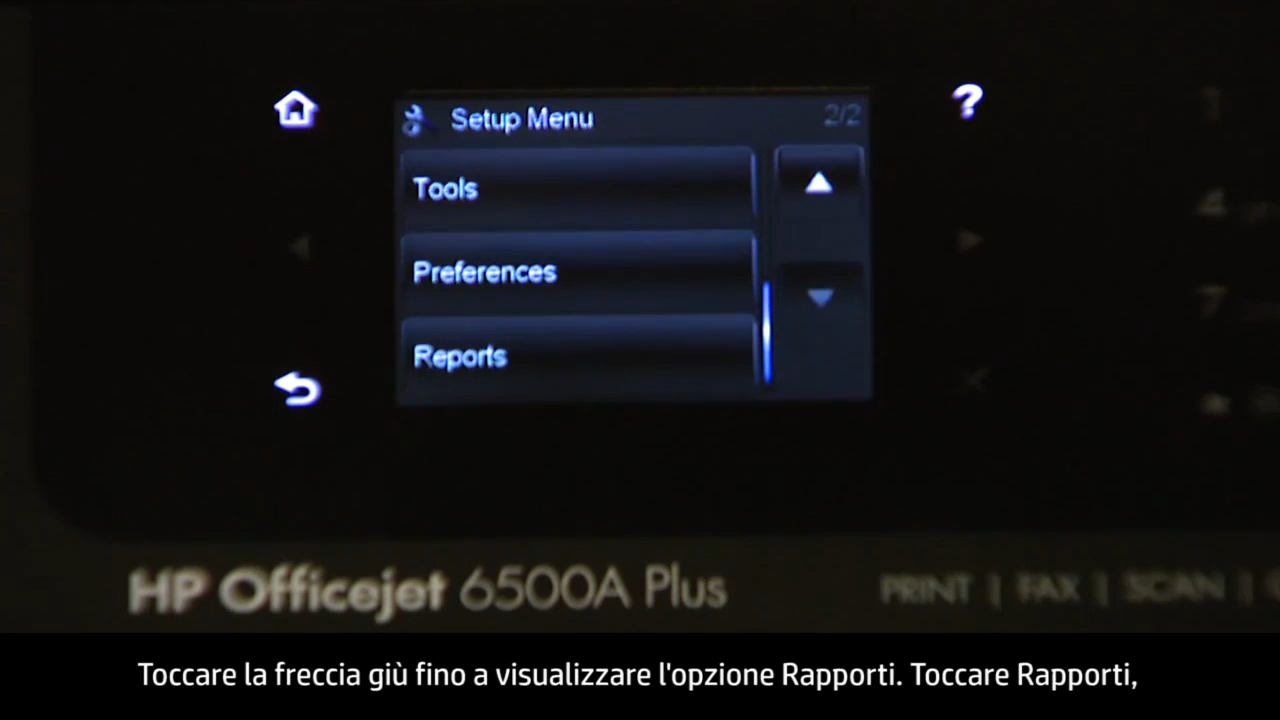 Setup Menu 2/2
Tools
Preferences
Reports
HP Officejet 6500A Plus
PRINT | FAX | SCAN |
Toccare la freccia giù fino a visualizzare l'opzione Rapporti. Toccare Rapporti,